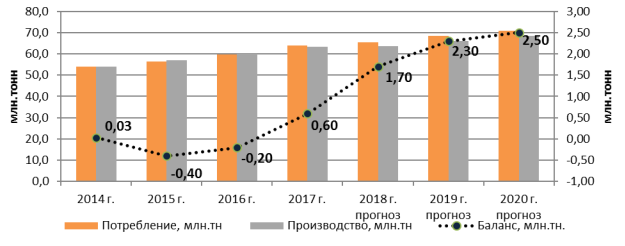 80,0
70,0
60,0
50,0
40,0
30,0
20,0
10,0
0,0
млн.тонн
3,00
2,50
2,00
1,50
1,00
0,50
0,00
-0,50
-1,00
млн.тонн
0,03
-0,40
-0,20
0,60
1,70
2,30
2,50
2014 г.
2015 г.
2016 г.
2017 г.
2018 г.
прогноз
2019 г.
прогноз
2020 г.
прогноз
Потребление, млн.тн
Производство, млн.тн
Баланс, млн.тн.